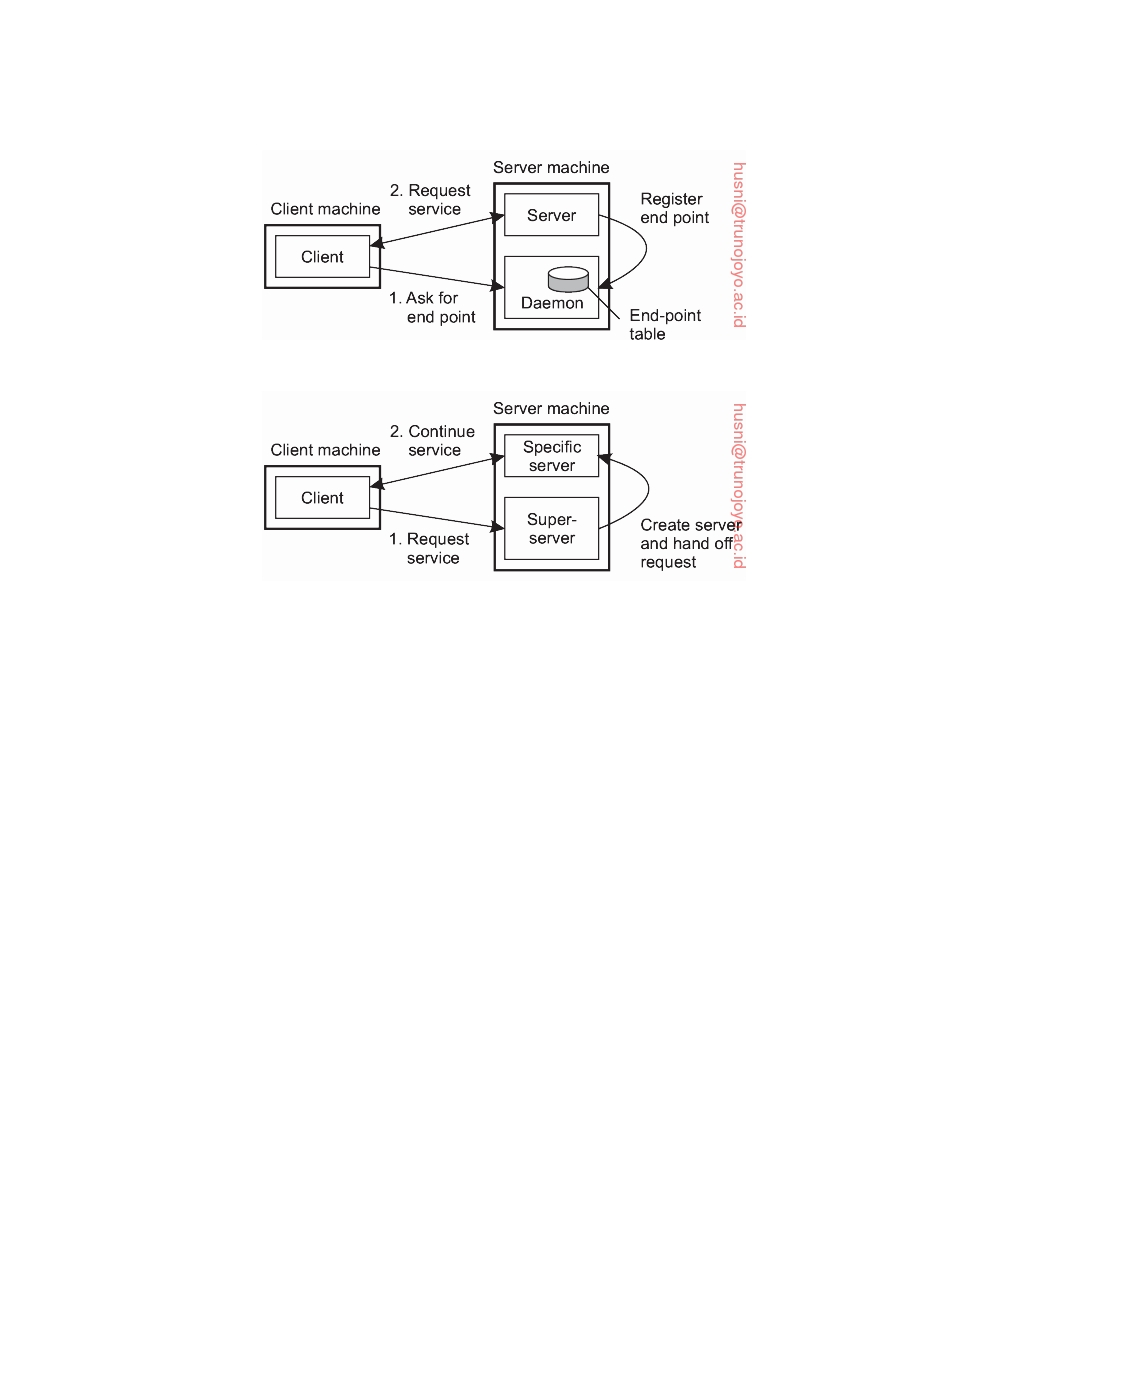 Server machine
2. Request
service
Register
end point
Client machine
Server
Client
1. Ask for
end point
Daemon
End-point
table
husni@trunojoyo.ac.id
Server machine
2. Continue
service
Client machine
Specific
server
Client
Super-
server
1. Request
service
Create server
and hand off
request
husni@trunojoyo.ac.id